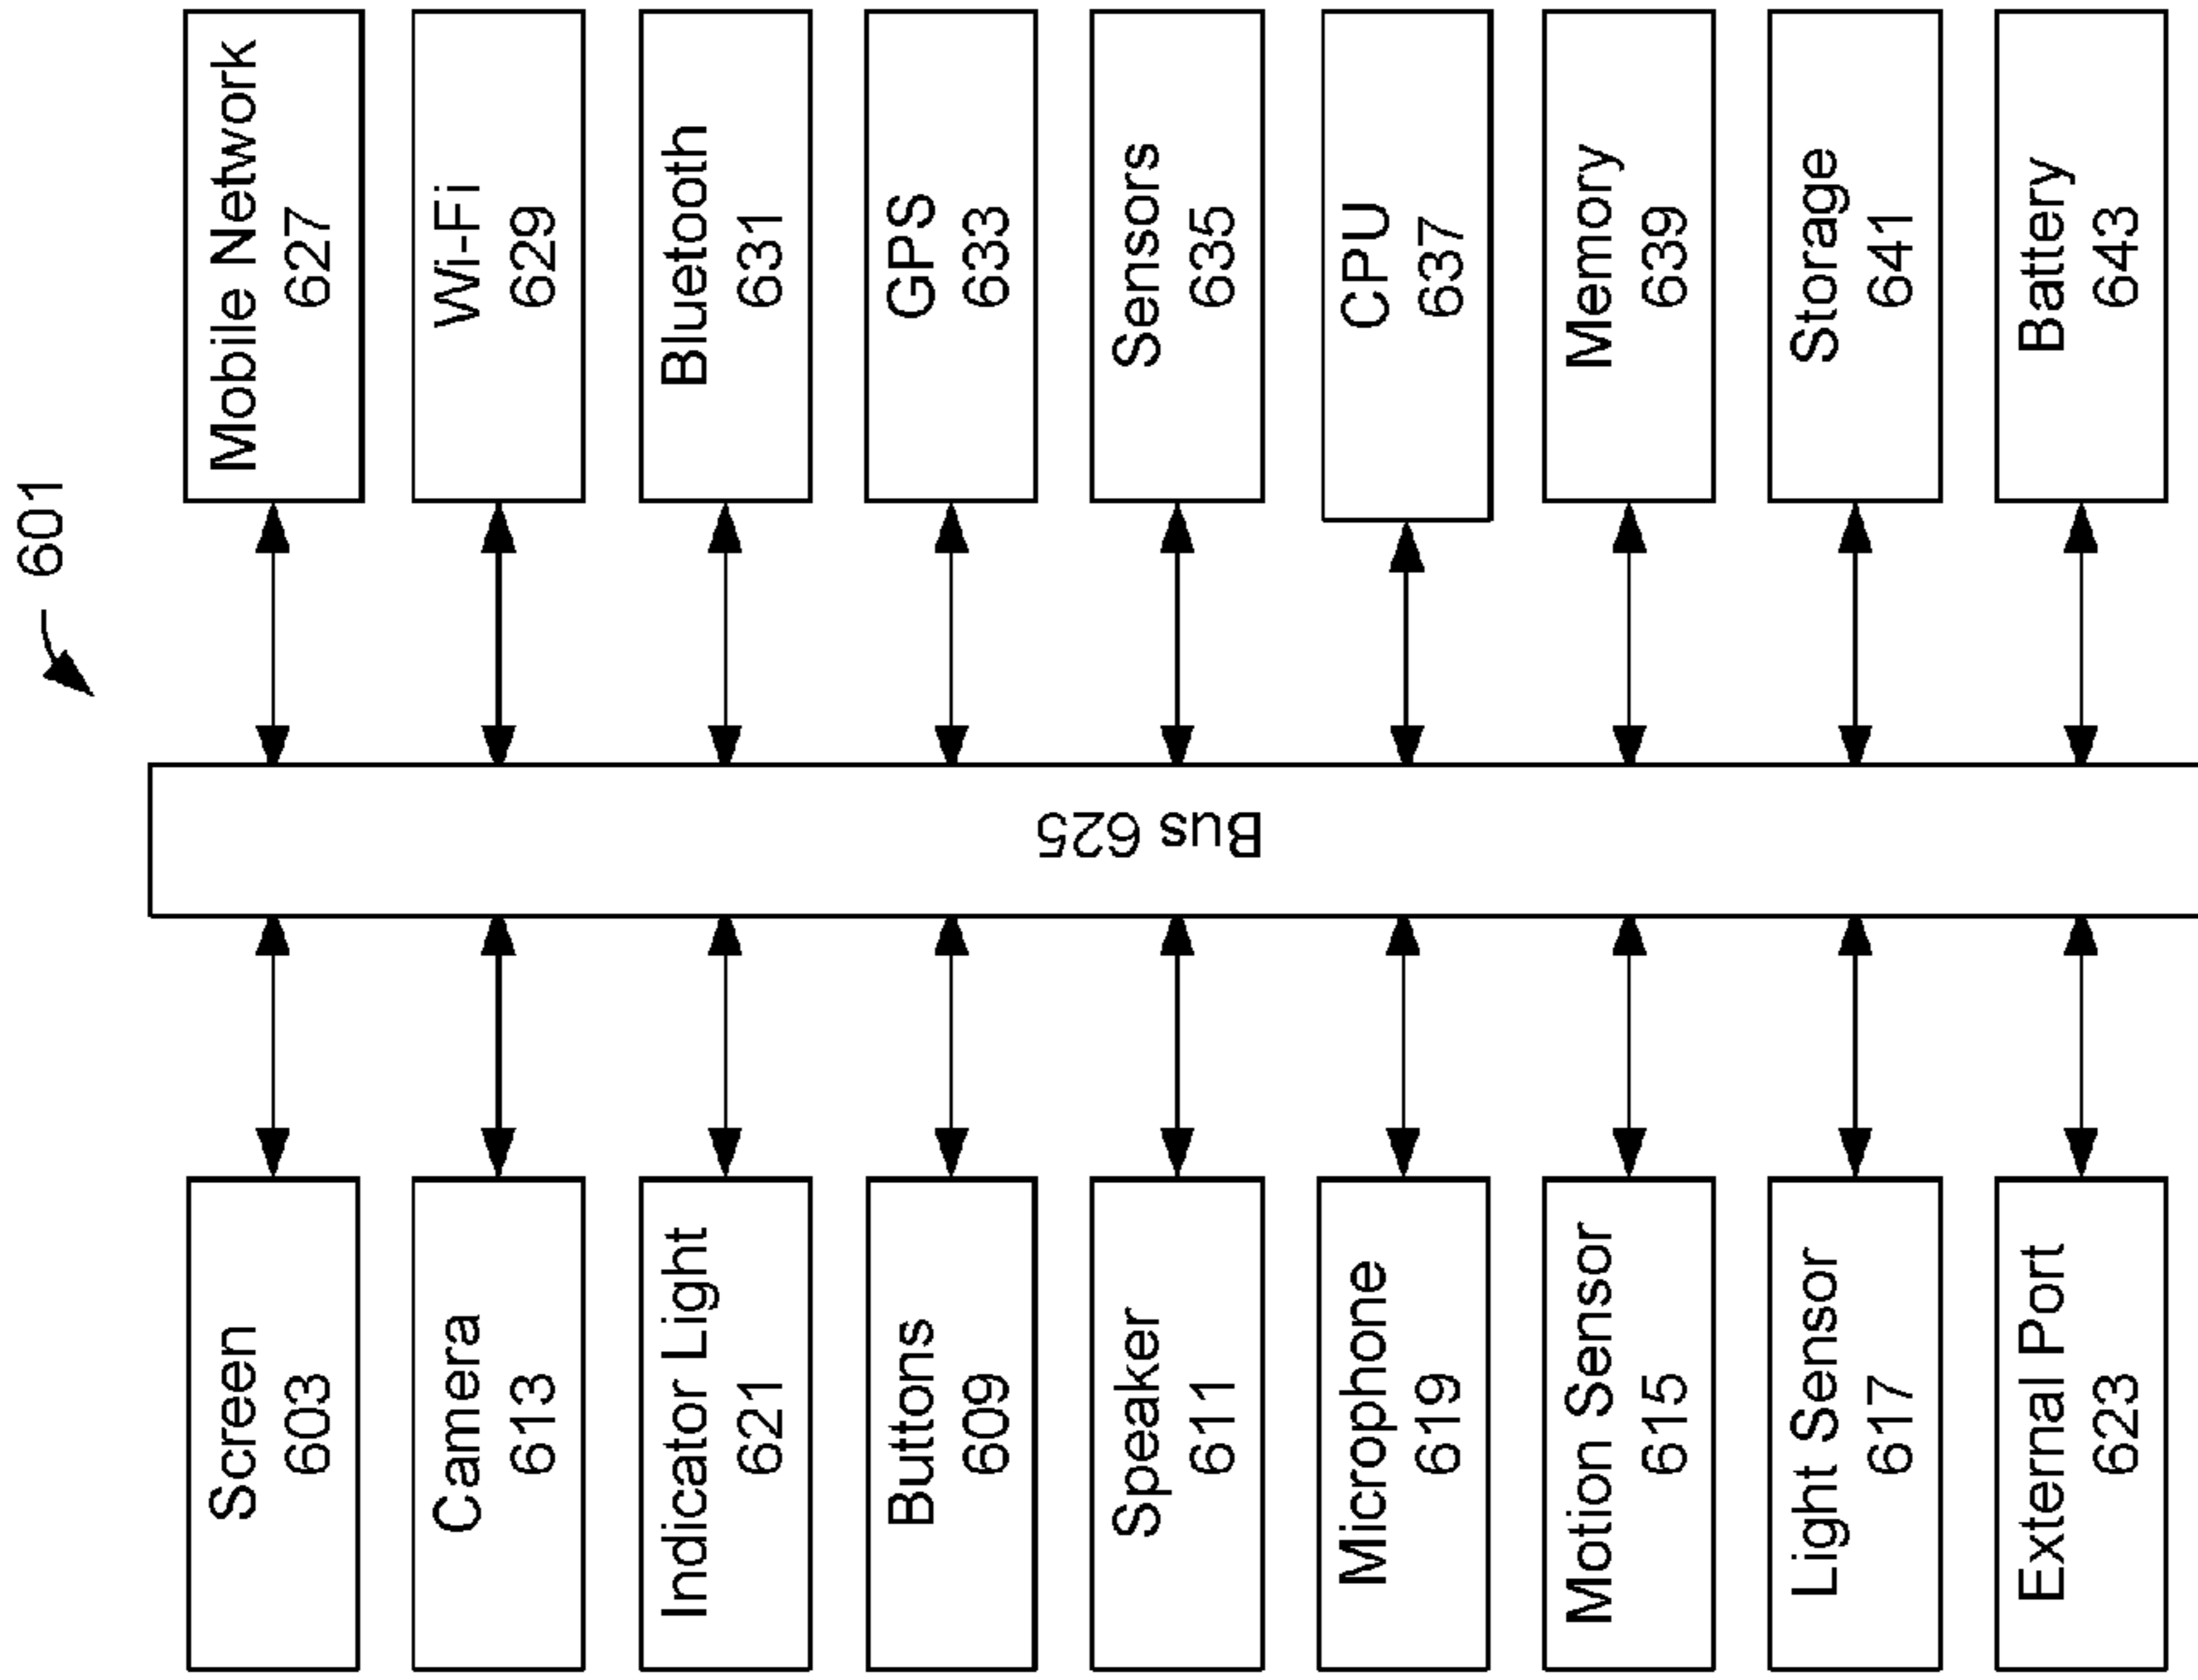 601
Screen
603
Camera
613
Indicator Light
621
Buttons
609
Speaker
611
Microphone
619
Motion Sensor
615
Light Sensor
617
External Port
623
Bus 625
Mobile Network
627
Wi-Fi
629
Bluetooth
631
GPS
633
Sensors
635
CPU
637
Memory
639
Storage
641
Battery
643